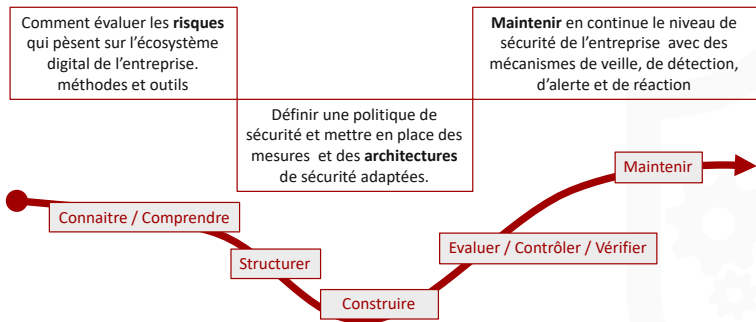 Comment évaluer les risques
qui pèsent sur l'écosystème
digital de l'entreprise.
méthodes et outils
Maintenir en continue le niveau de
sécurité de l'entreprise avec des
mécanismes de veille, de détection,
d'alerte et de réaction
Définir une politique de
sécurité et mettre en place des
mesures et des architectures
de sécurité adaptées.
Maintenir
Connaitre / Comprendre
Evaluer / Contrôler / Vérifier
Structurer
Construire